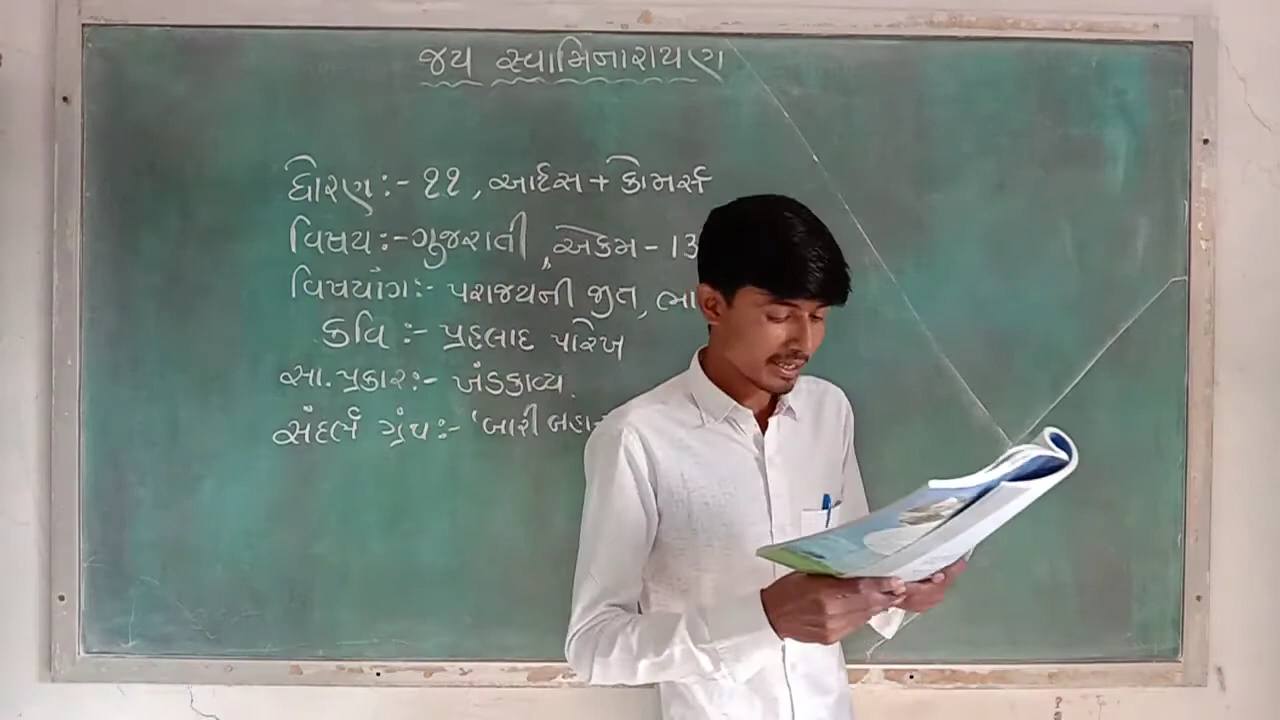 જય સ્વામિનારાયણ
ધોરણ:- ૧૧, આર્ટસ + કોમર્સ
વિષય:- ગુજરાતી, એકમ - 13
વિષયાંગ:- પરાજયની જીત, ભા
કવિ:- પ્રહલાદ પારેખ
સા. પ્રકાર:- ખંડકાવ્ય.
સંદર્ભ ગ્રંથ:- 'બારી બહા